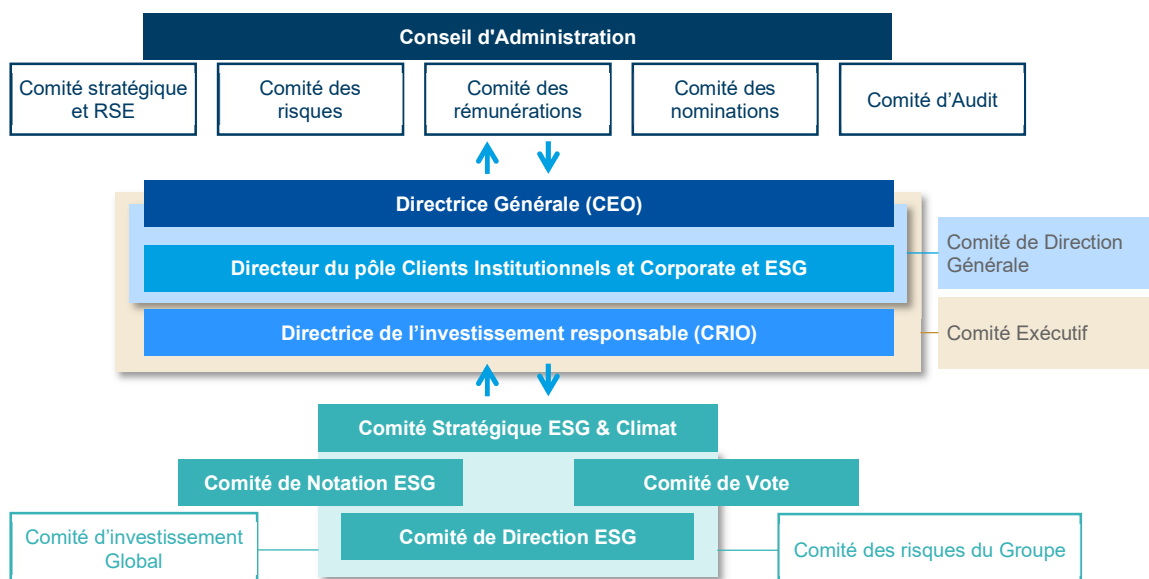 Conseil d'Administration
Comité stratégique
et RSE
Comité des
risques
Comité des
rémunérations
Comité des
nominations
Comité d’Audit
Directrice Générale (CEO)
Directeur du pôle Clients Institutionnels et Corporate et ESG
Comité de Direction
Générale
Directrice de l’investissement responsable (CRIO)
Comité Exécutif
Comité Stratégique ESG & Climat
Comité de Notation ESG
Comité de Vote
Comité de Direction ESG
Comité d’investissement
Global
Comité des risques du Groupe